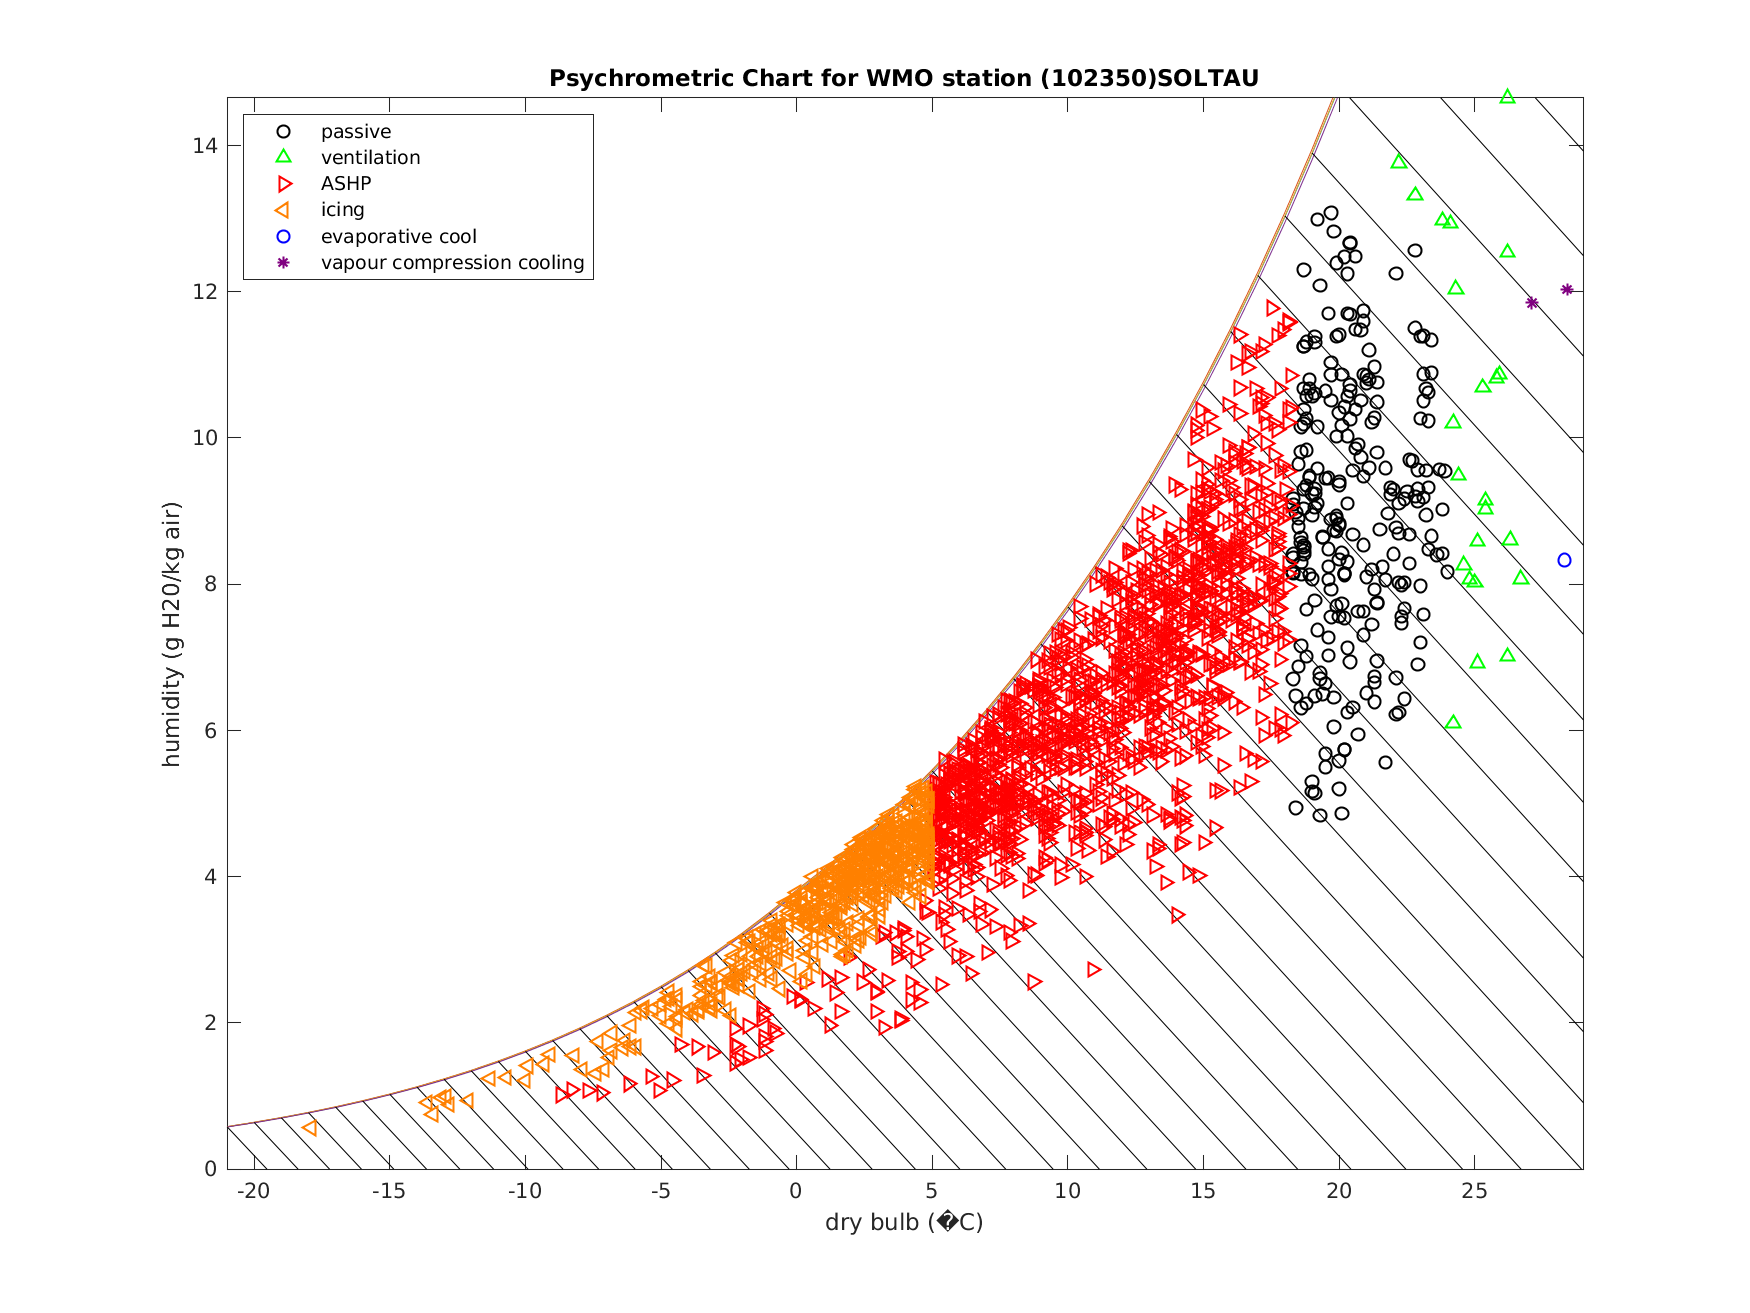 Psychrometric Chart for WMO station (102350)SOLTAU
passive
ventilation
ASHP
icing
evaporative cool
vapour compression cooling
humidity (g H20/kg air)
14
12
10
8
6
4
2
0
-20 -15 -10 -5 0 5 10 15 20 25
dry bulb (�C)